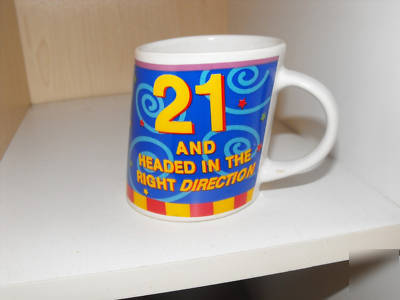 21
AND
HEADED IN THE
RIGHT DIRECTION